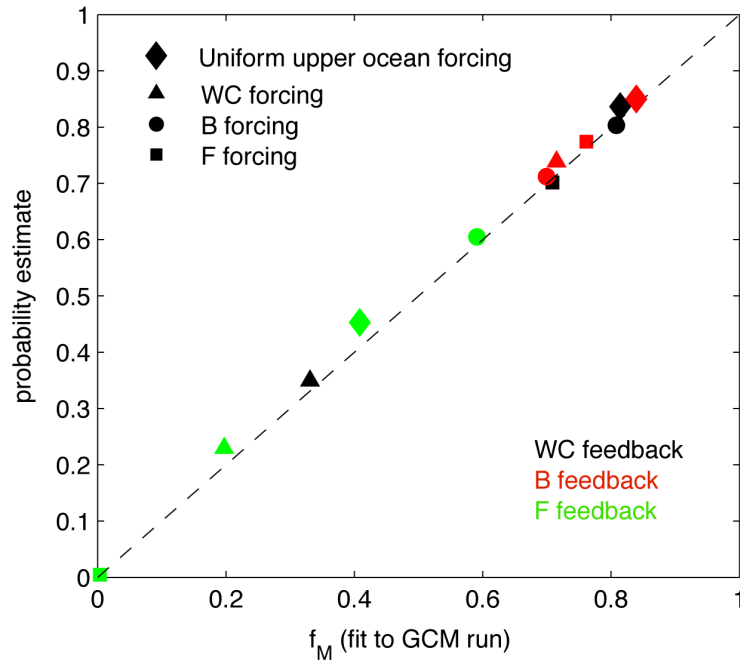 1
0.9
0.8
0.7
0.6
0.5
0.4
0.3
0.2
0.1
0
probability estimate
Uniform upper ocean forcing
WC forcing
B forcing
F forcing
WC feedback
B feedback
F feedback
0 0.2 0.4 0.6 0.8 1
f_M (fit to GCM run)